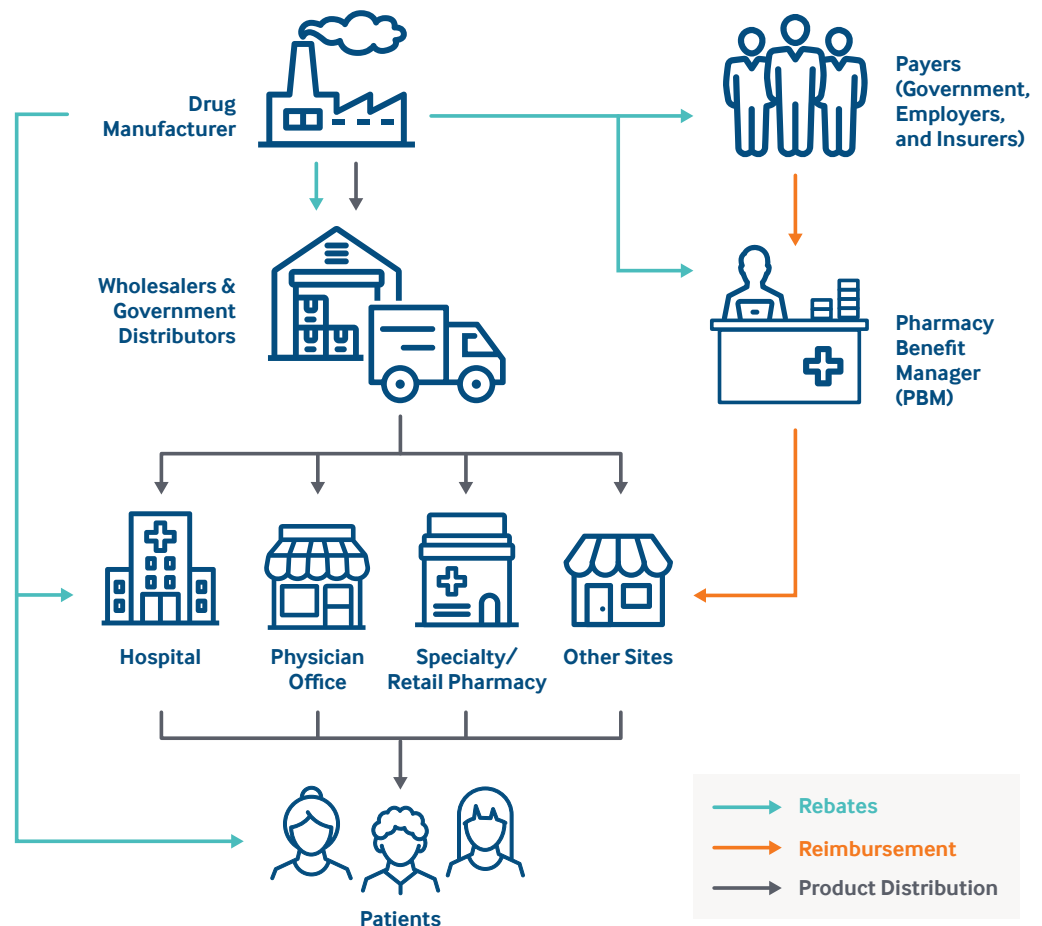 Drug
Manufacturer
Payers
(Government,
Employers,
and Insurers)
Wholesalers &
Government
Distributors
Pharmacy
Benefit
Manager
(PBM)
Hospital
Physician
Office
Specialty/
Retail Pharmacy
Other Sites
Rebates
Reimbursement
Product Distribution
Patients